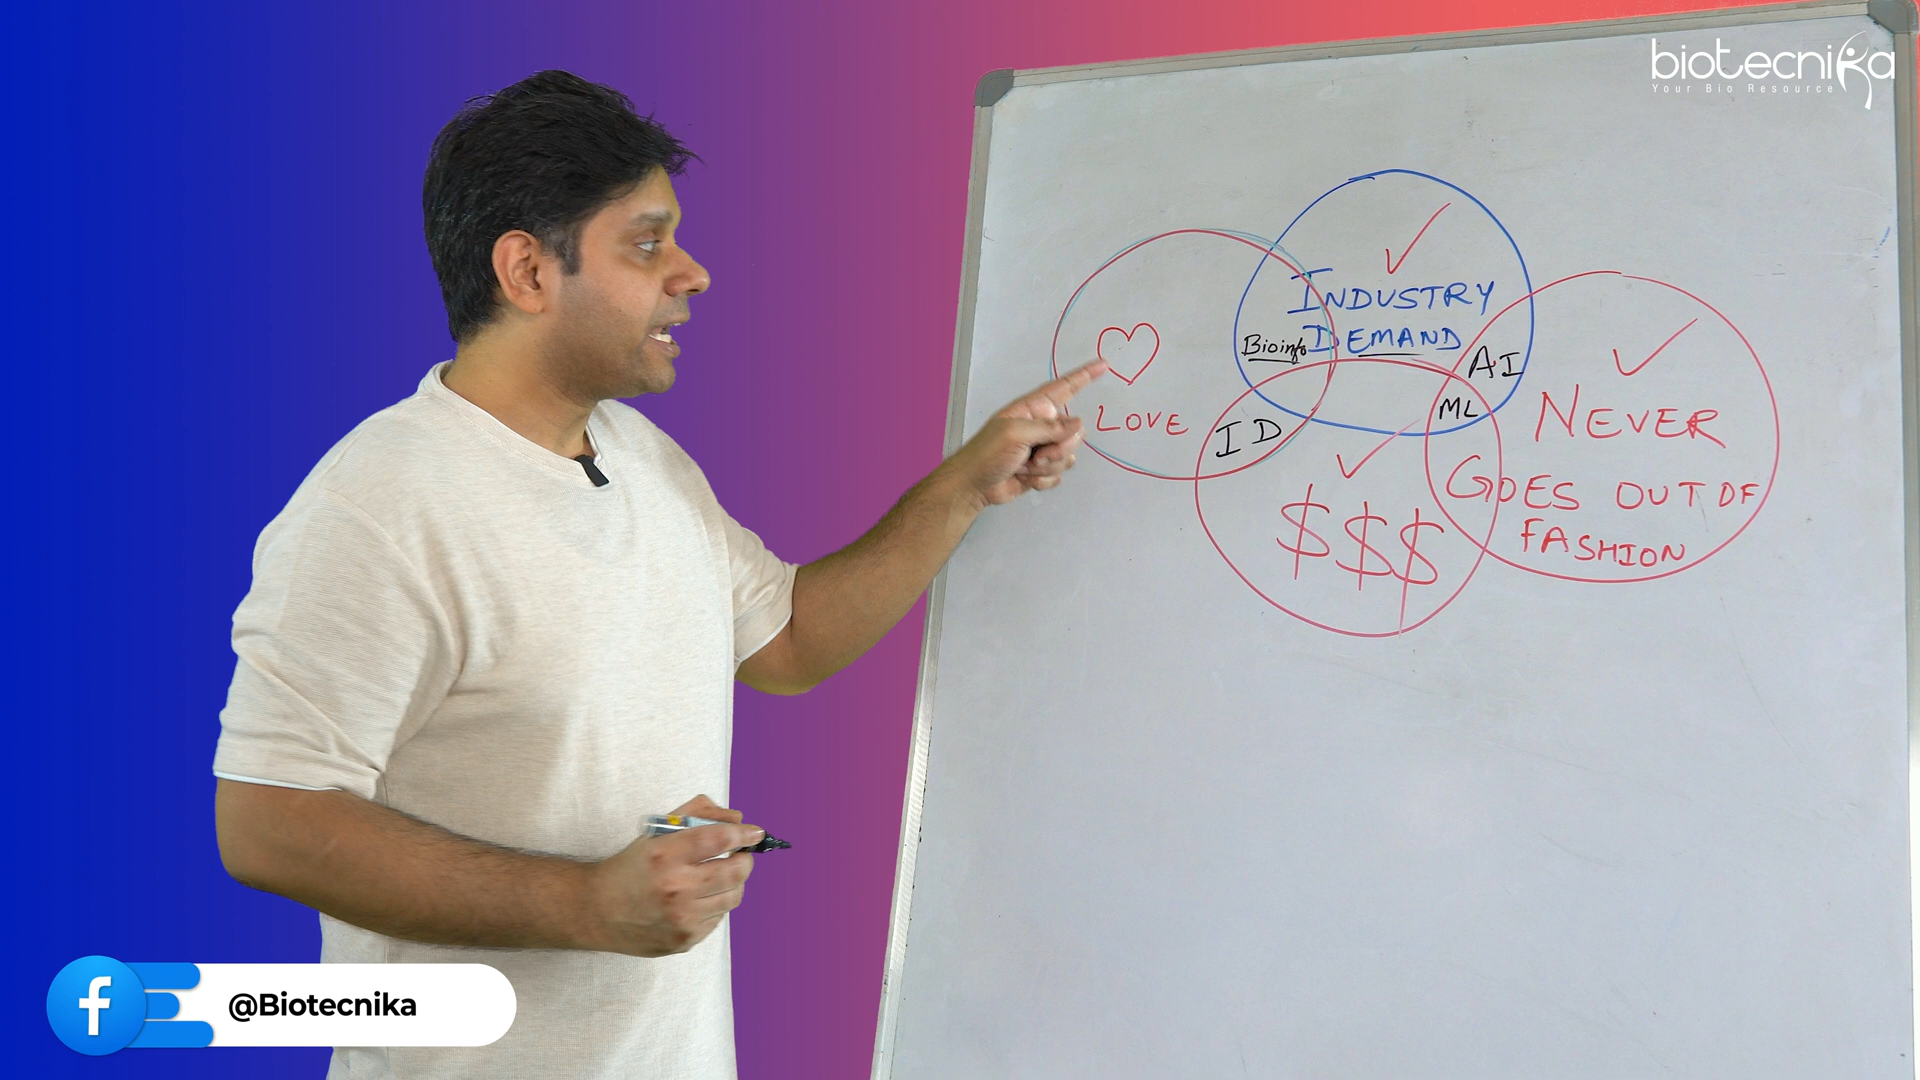 biotecnika
Your Bio Resource
INDUSTRY
DEMAND
Bioinfo
AI
ML
LOVE
ID
NEVER
GOES OUT OF
FASHION
$$$
@Biotecnika